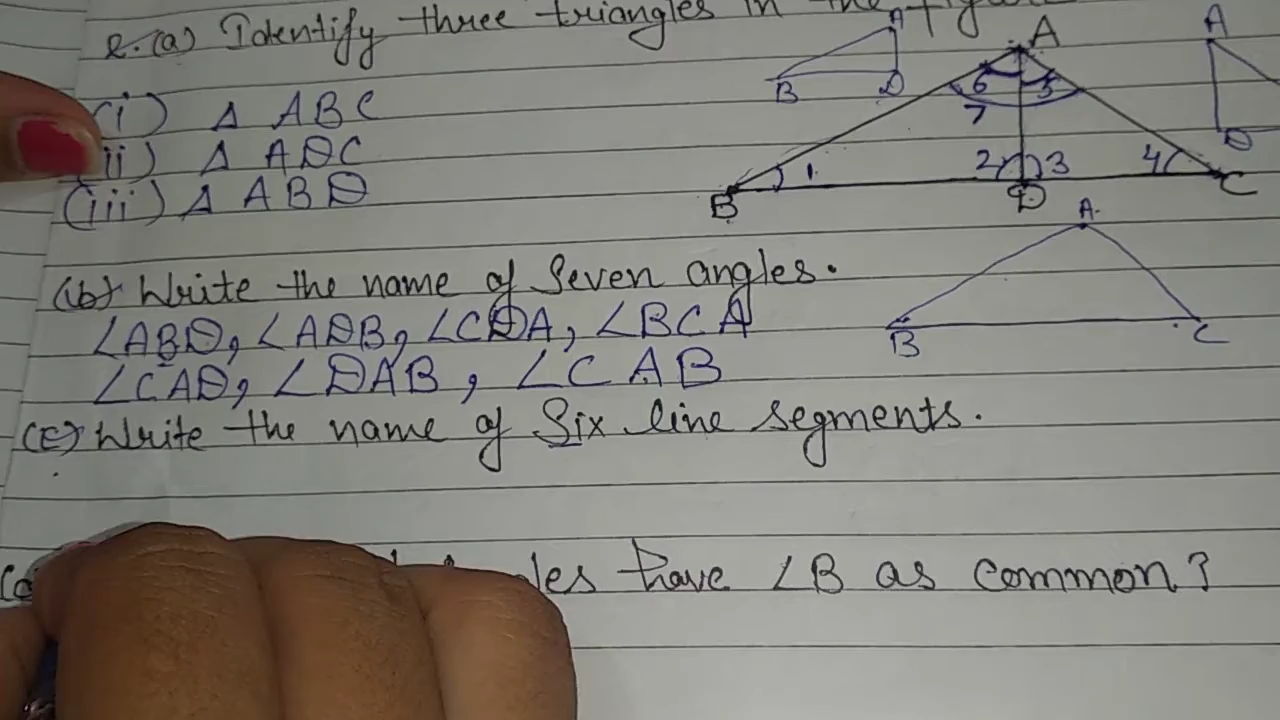 2. (a) Identify three triangles in the figure
(i) Δ ABC
(ii) Δ ADC
(iii) Δ ABD
A
B D
A
6 5
7
1 2 3 4
B D C
A
D
A
B C
(b) Write the name of Seven angles.
∠ABD, ∠ADB, ∠CDA, ∠BCA
∠CAD, ∠DAB, ∠CAB
(c) Write the name of Six line segments.
have ∠B as common?